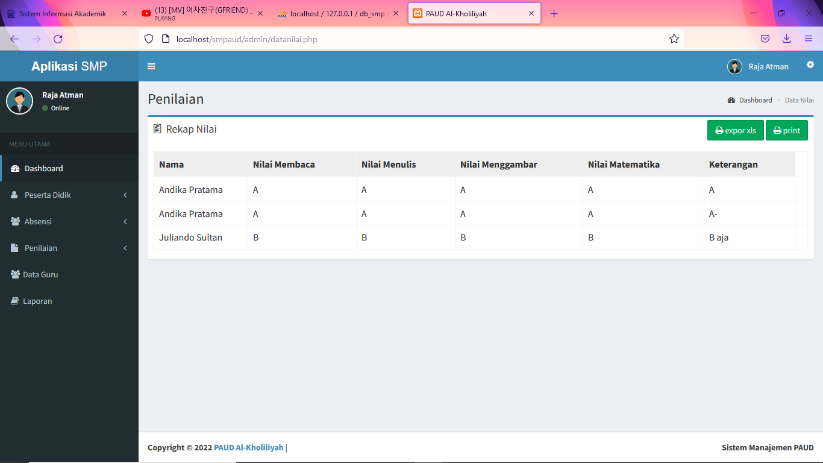 Sistem Informasi Akademik
(13) [MV] 여자친구(GFRIEND) _
PLAYING
localhost / 127.0.0.1 / db_smp /
PAUD Al-Kholiliyah
localhost/smpaud/admin/datanilai.php
Aplikasi SMP
Raja Atman
Raja Atman
Online
MENU UTAMA
Dashboard
Peserta Didik
Absensi
Penilaian
Data Guru
Laporan
Penilaian
Dashboard > Data Nilai
Rekap Nilai
expor xls
print
Nama Nilai Membaca Nilai Menulis Nilai Menggambar Nilai Matematika Keterangan
Andika Pratama A A A A A
Andika Pratama A A A A A-
Juliando Sultan B B B B B aja
Copyright © 2022 PAUD Al-Kholiliyah |
Sistem Manajemen PAUD